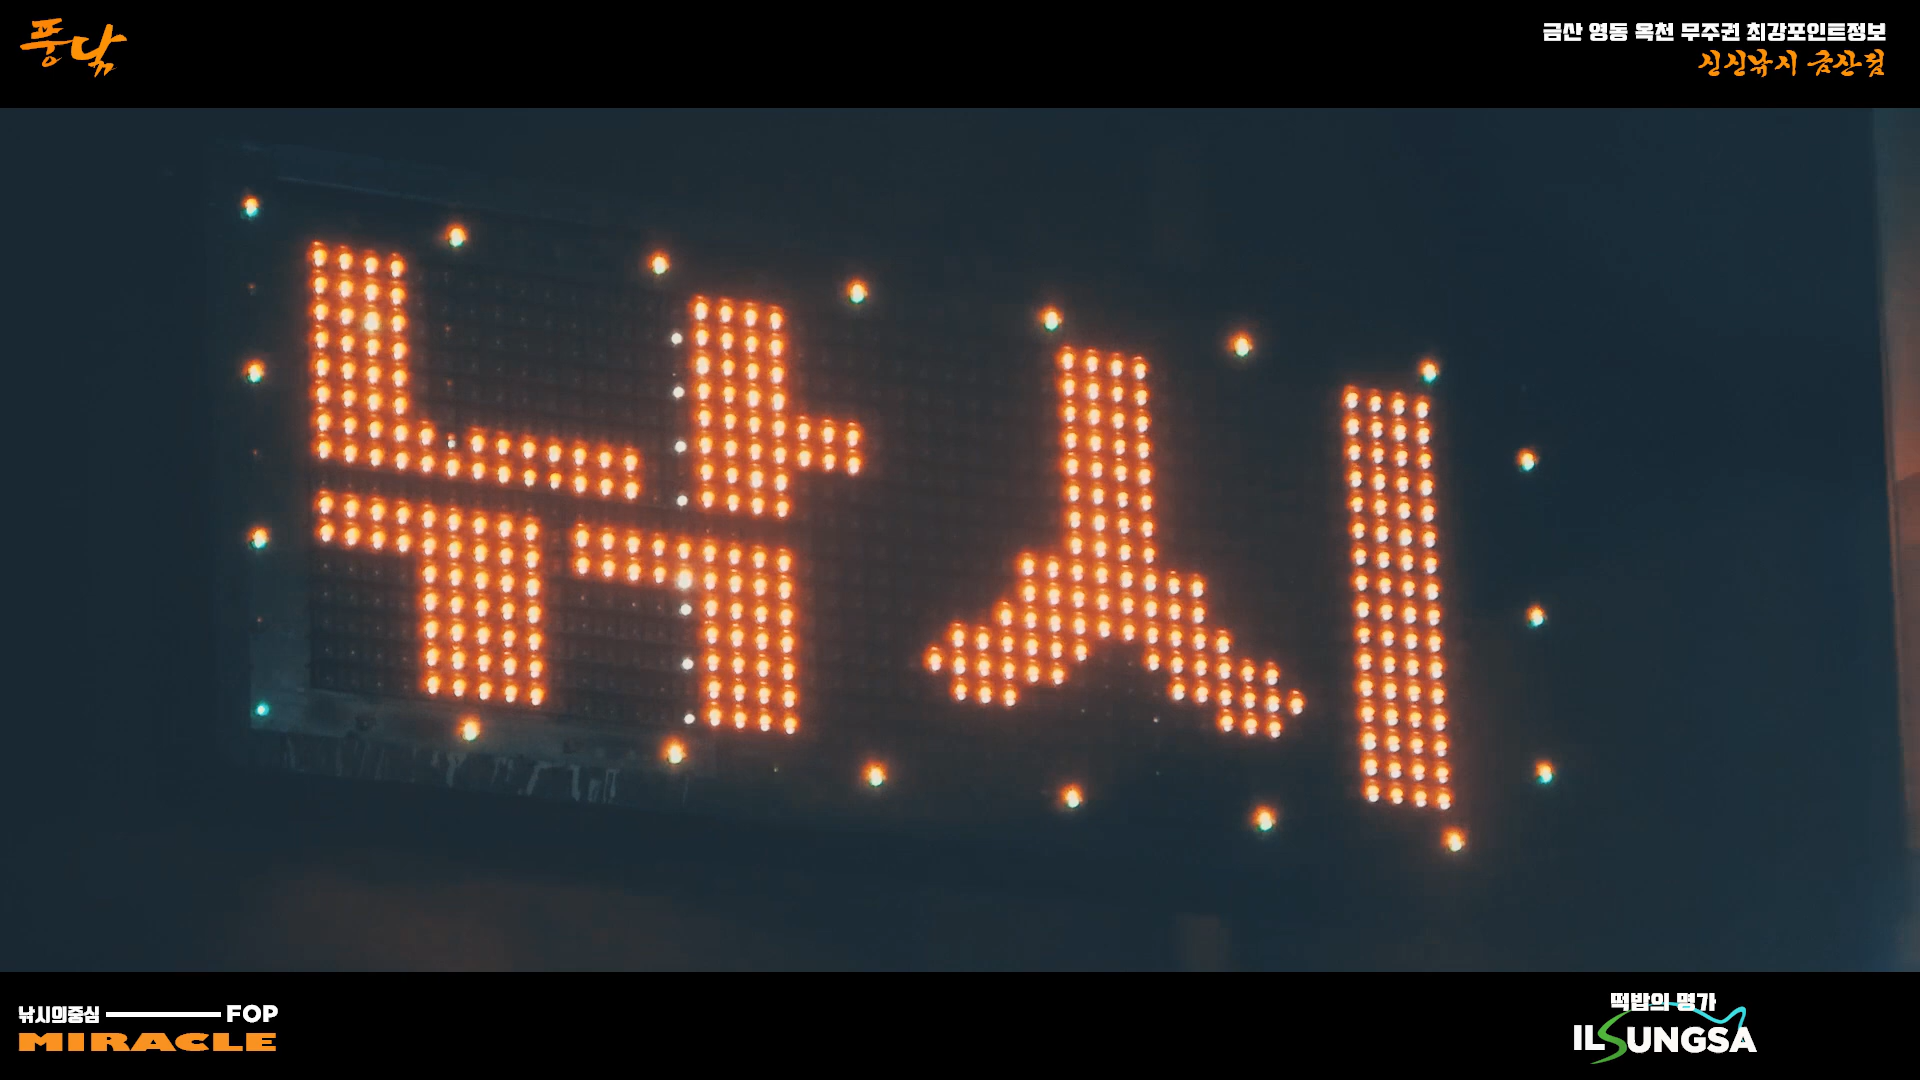 풍낚
금산 영동 옥천 무주권 최강포인트정보
신신낚시 금산점
낚시
낚시의중심 FOP
MIRACLE
떡밥의 명가
ILSUNGSA